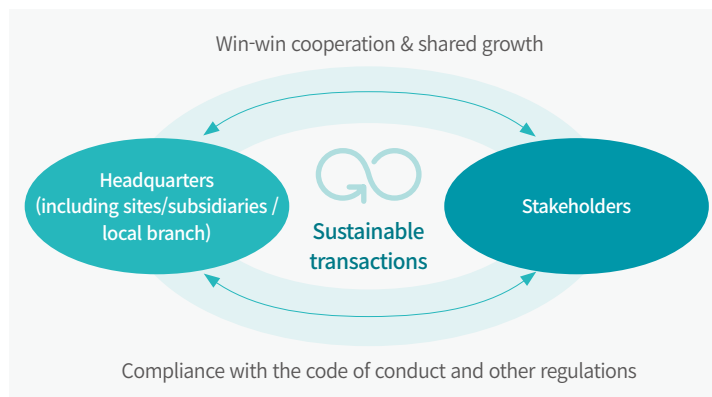 Win-win cooperation & shared growth
Headquarters
(including sites/subsidiaries /
local branch)
Stakeholders
Sustainable
transactions
Compliance with the code of conduct and other regulations